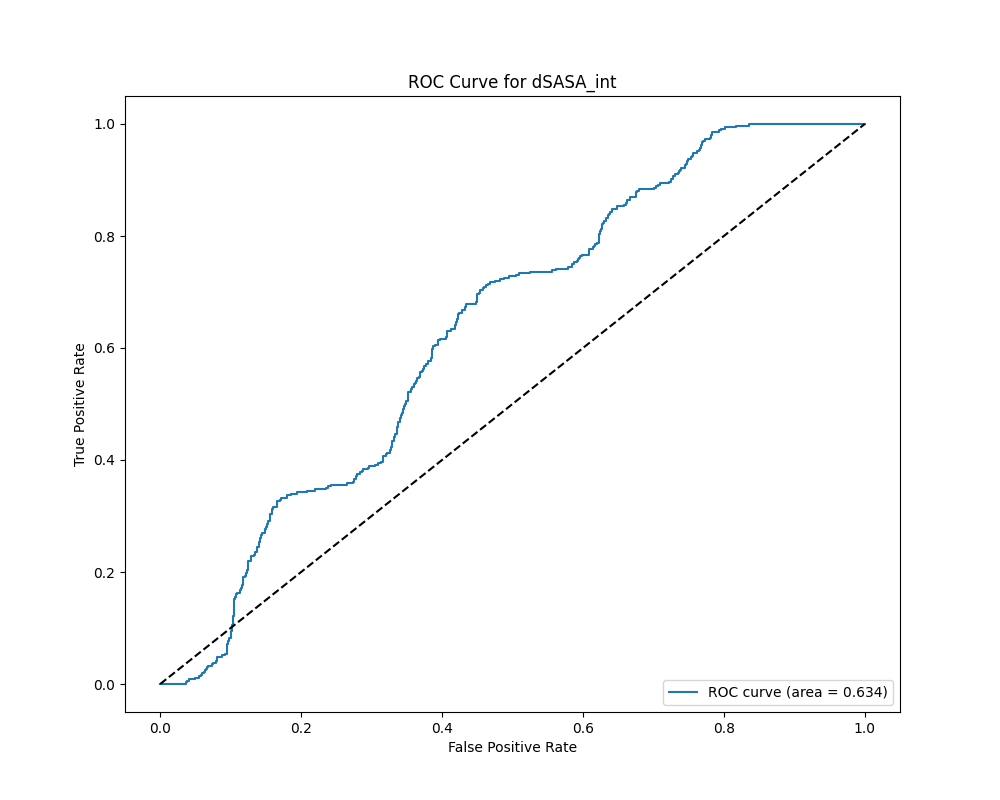 ROC Curve for dSASA_int
True Positive Rate
1.0
0.8
0.6
0.4
0.2
0.0
ROC curve (area = 0.634)
0.0 0.2 0.4 0.6 0.8 1.0
False Positive Rate